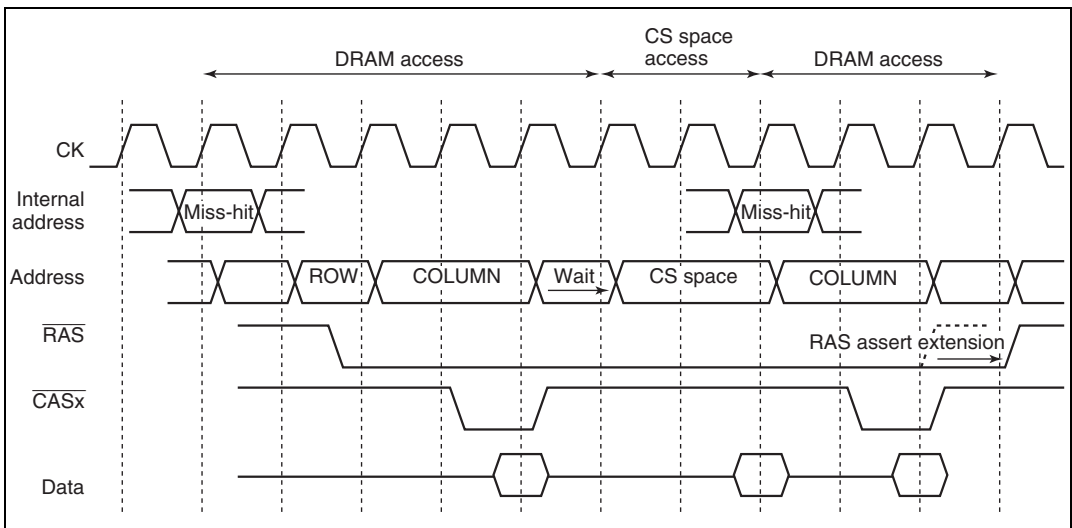 DRAM access
CS space
access
DRAM access
CK
Internal
address
Miss-hit
Miss-hit
Address
ROW
COLUMN
Wait
CS space
COLUMN
RAS
RAS assert extension
CASx
Data